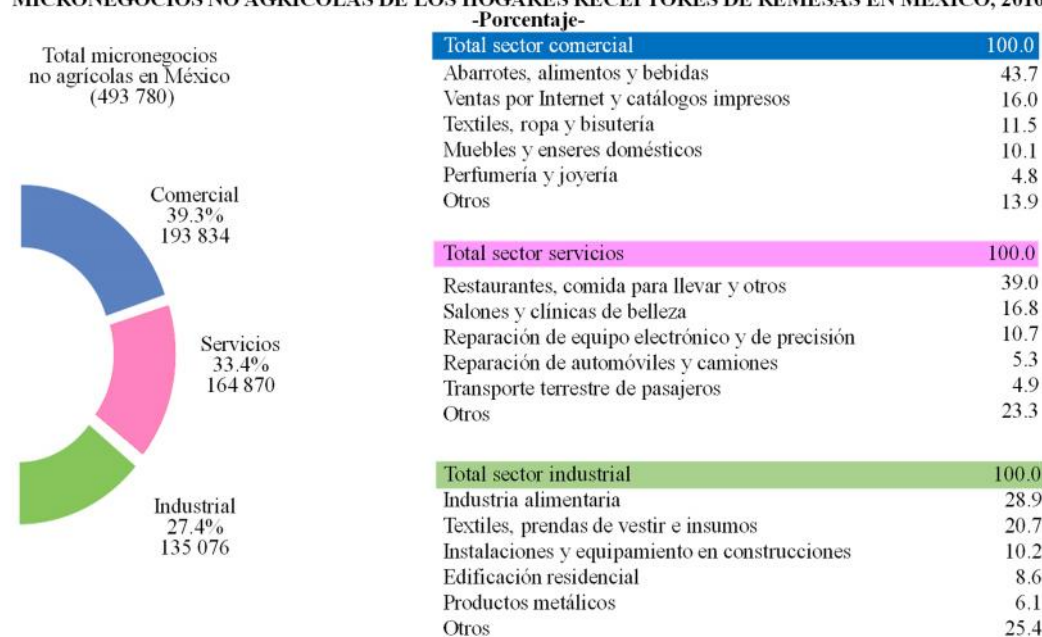 MICRONEGOCIOS NO AGRÍCOLAS DE LOS HOGARES RECEPTORES DE REMESAS EN MÉXICO, 2016
-Porcentaje-
Total micronegocios
no agrícolas en México
(493 780)
Comercial
39.3%
193 834
Servicios
33.4%
164 870
Industrial
27.4%
135 076
Total sector comercial 100.0
Abarrotes, alimentos y bebidas 43.7
Ventas por Internet y catálogos impresos 16.0
Textiles, ropa y bisutería 11.5
Muebles y enseres domésticos 10.1
Perfumería y joyería 4.8
Otros 13.9
Total sector servicios 100.0
Restaurantes, comida para llevar y otros 39.0
Salones y clínicas de belleza 16.8
Reparación de equipo electrónico y de precisión 10.7
Reparación de automóviles y camiones 5.3
Transporte terrestre de pasajeros 4.9
Otros 23.3
Total sector industrial 100.0
Industria alimentaria 28.9
Textiles, prendas de vestir e insumos 20.7
Instalaciones y equipamiento en construcciones 10.2
Edificación residencial 8.6
Productos metálicos 6.1
Otros 25.4